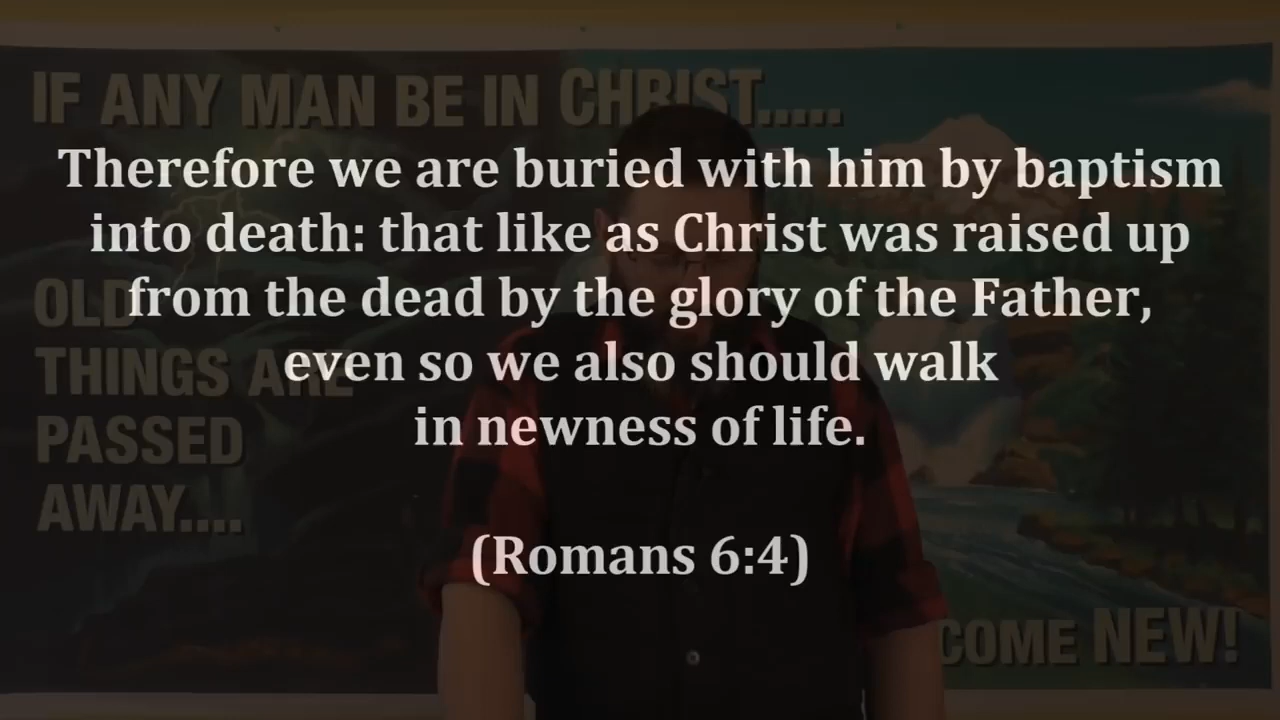 IF ANY MAN BE IN CHRIST.....
Therefore we are buried with him by baptism
into death: that like as Christ was raised up
from the dead by the glory of the Father,
even so we also should walk
in newness of life.
(Romans 6:4)
OLD
THINGS ARE
PASSED
AWAY....
COME NEW!